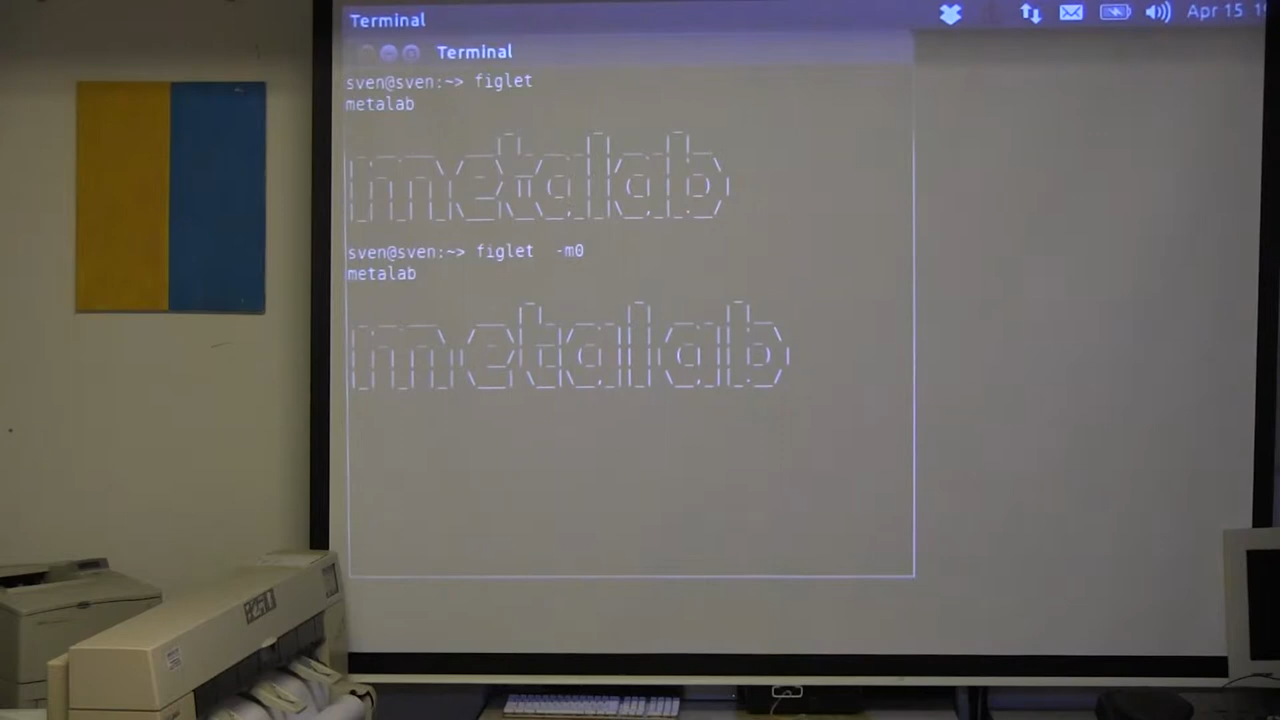 Terminal
Apr 15
Terminal
sven@sven:~> figlet
metalab
metalab
sven@sven:~> figlet  -m0
metalab
metalab